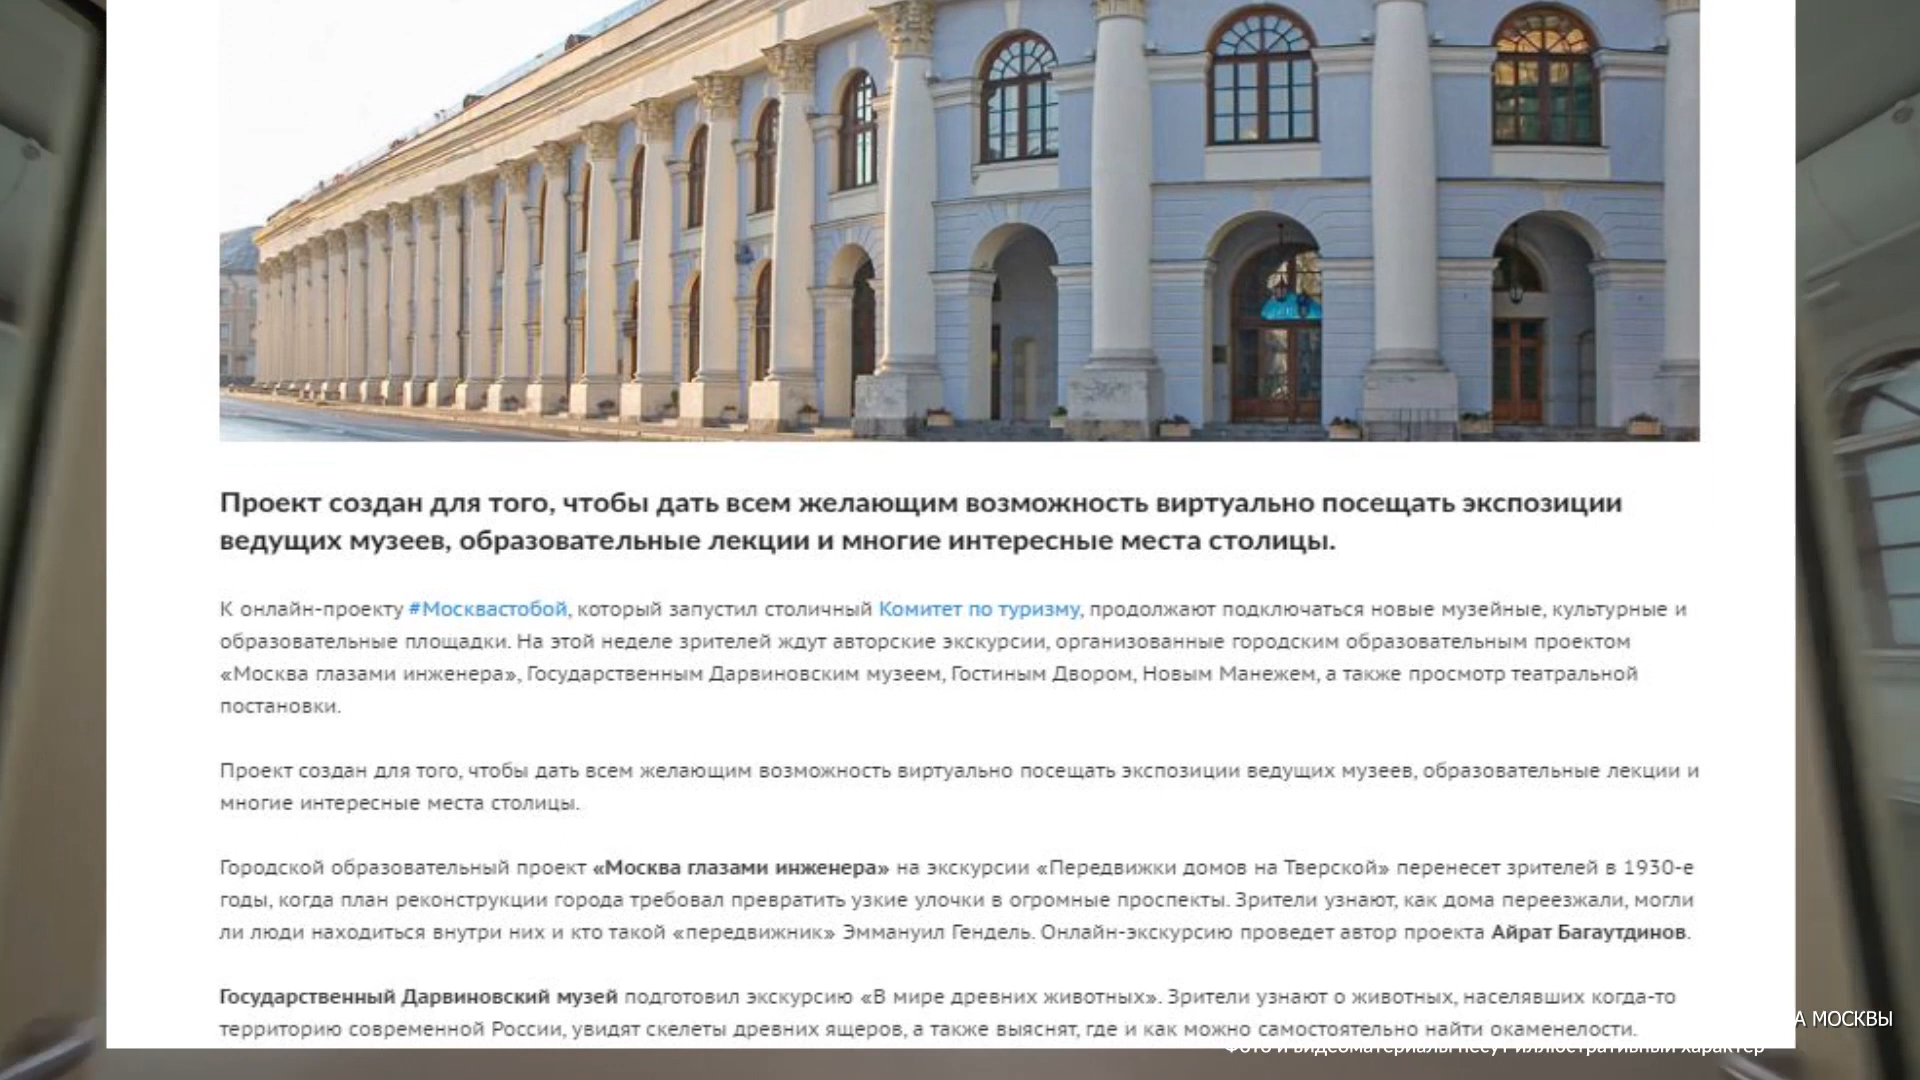 Проект создан для того, чтобы дать всем желающим возможность виртуально посещать экспозиции
ведущих музеев, образовательные лекции и многие интересные места столицы.
К онлайн-проекту #Москвастобой, который запустил столичный Комитет по туризму, продолжают подключаться новые музейные, культурные и
образовательные площадки. На этой неделе зрителей ждут авторские экскурсии, организованные городским образовательным проектом
«Москва глазами инженера», Государственным Дарвиновским музеем, Гостиным Двором, Новым Манежем, а также просмотр театральной
постановки.
Проект создан для того, чтобы дать всем желающим возможность виртуально посещать экспозиции ведущих музеев, образовательные лекции и
многие интересные места столицы.
Городской образовательный проект «Москва глазами инженера» на экскурсии «Передвижки домов на Тверской» перенесет зрителей в 1930-е
годы, когда план реконструкции города требовал превратить узкие улочки в огромные проспекты. Зрители узнают, как дома переезжали, могли
ли люди находиться внутри них и кто такой «передвижник» Эммануил Гендель. Онлайн-экскурсию проведет автор проекта Айрат Багаутдинов.
Государственный Дарвиновский музей подготовил экскурсию «В мире древних животных». Зрители узнают о животных, населявших когда-то
территорию современной России, увидят скелеты древних ящеров, а также выяснят, где и как можно самостоятельно найти окаменелости.
А МОСКВЫ
Фото и видеоматериалы несут иллюстративный характер